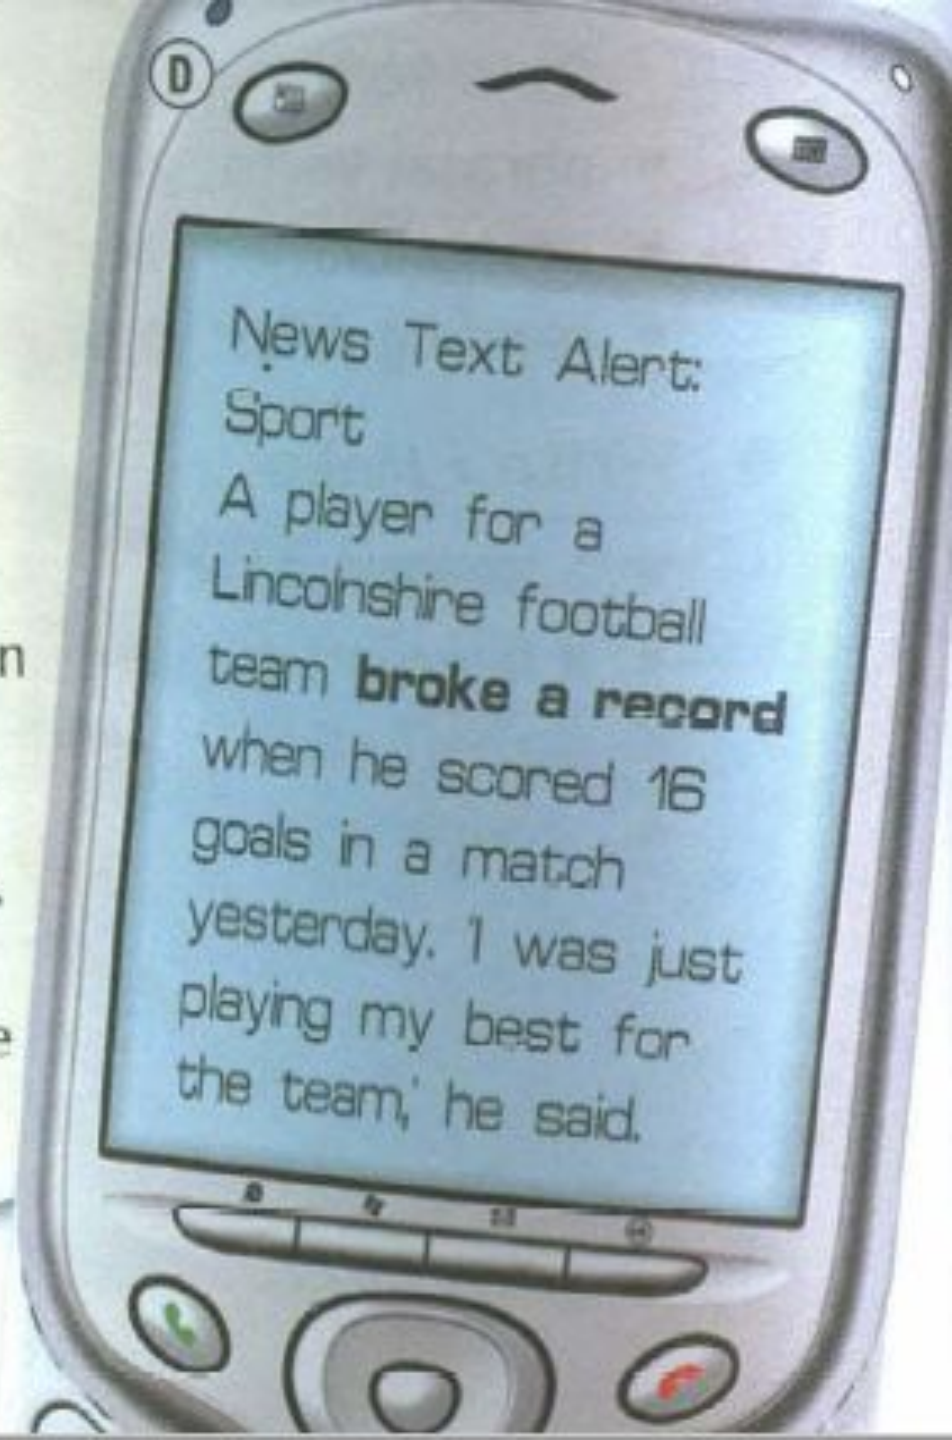 D
News Text Alert:
Sport
A player for a
Lincolnshire football
team broke a record
when he scored 16
goals in a match
yesterday. 'I was just
playing my best for
the team,' he said.
n
e